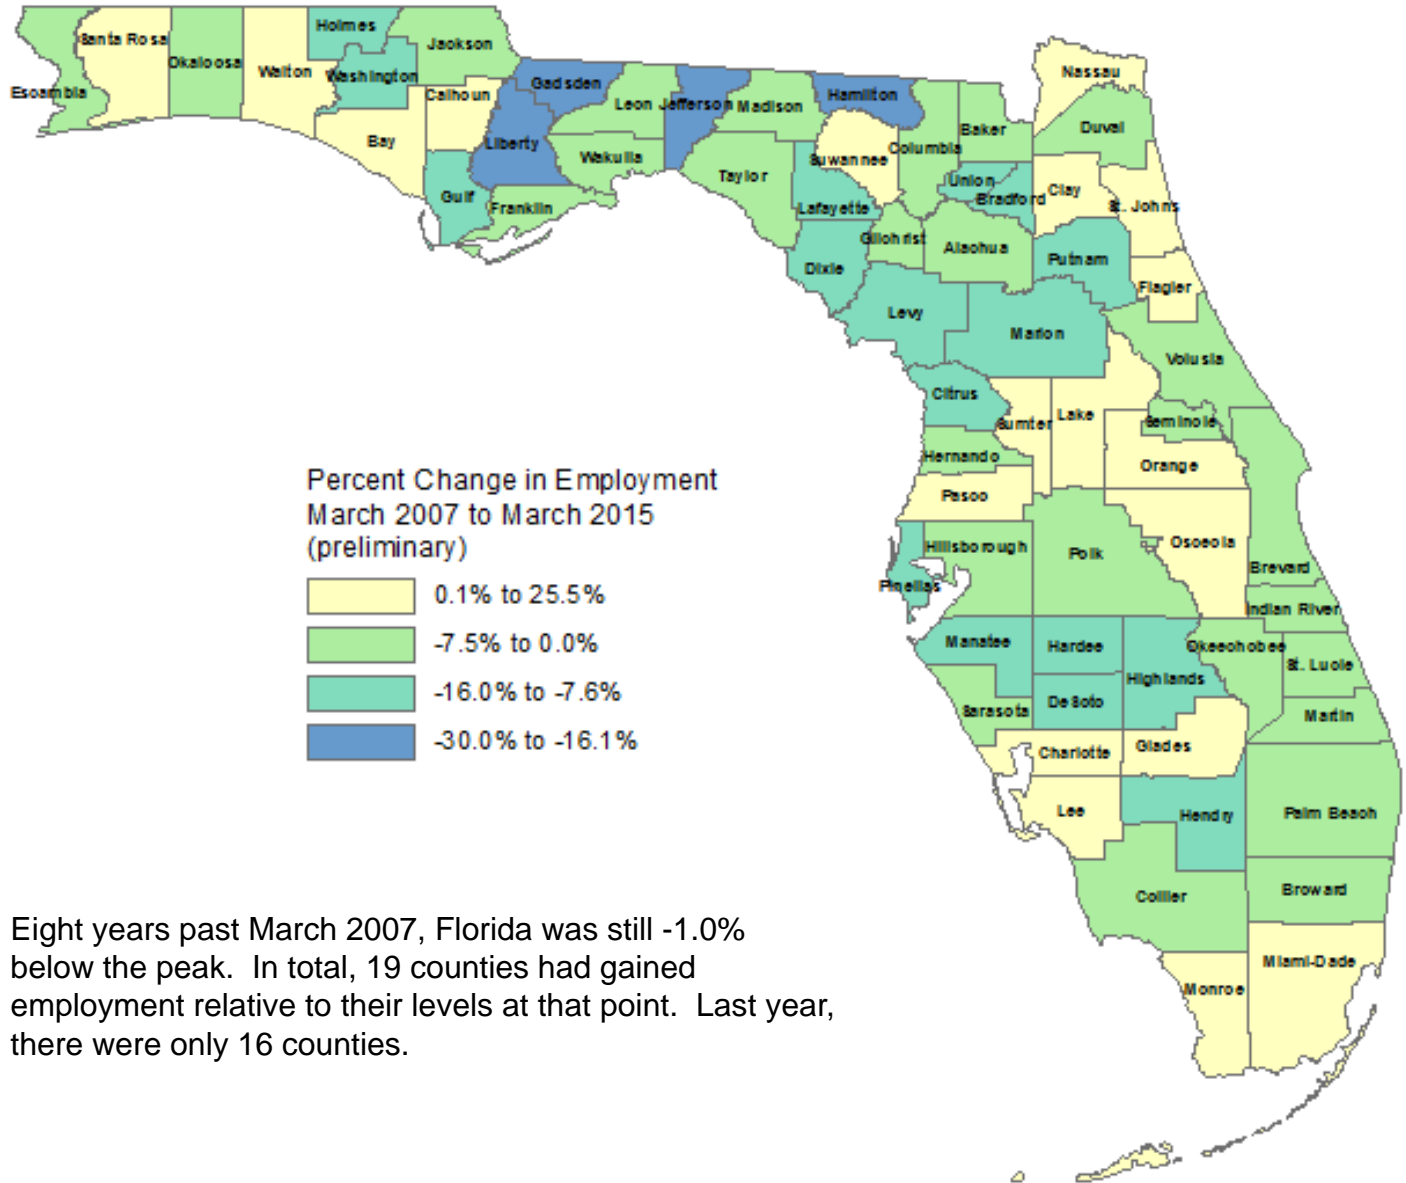 Holmes
Santa Rosa
Jackson
Okaloosa
Walton
Washington
Nassau
Escambia
Gadsden
Calhoun
Leon
Jefferson
Madison
Hamilton
Duval
Baker
Bay
Liberty
Columbia
Wakulla
Suwannee
Taylor
Union
Clay
Bradford
Gulf
Franklin
Lafayette
St. Johns
Gilchrist
Alachua
Dixie
Putnam
Flagler
Levy
Marion
Volusia
Citrus
Sumter
Lake
Seminole
Hernando
Orange
Percent Change in Employment
March 2007 to March 2015
(preliminary)
0.1% to 25.5%
-7.5% to 0.0%
-16.0% to -7.6%
-30.0% to -16.1%
Pasco
Hillsborough
Polk
Osceola
Brevard
Pinellas
Indian River
Manatee
Hardee
Okeechobee
St. Lucie
Highlands
DeSoto
Sarasota
Martin
Charlotte
Glades
Lee
Hendry
Palm Beach
Collier
Broward
Miami-Dade
Monroe
Eight years past March 2007, Florida was still -1.0%
below the peak.  In total, 19 counties had gained
employment relative to their levels at that point.  Last year,
there were only 16 counties.